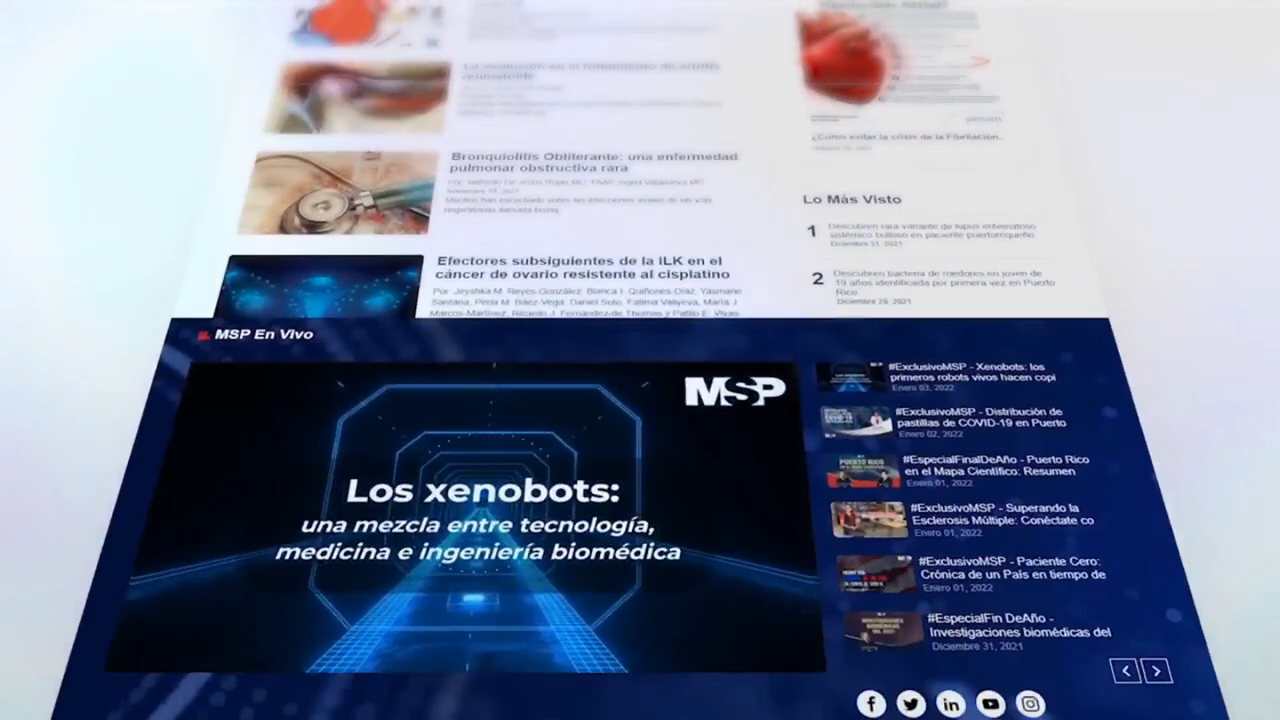 La evolución en el tratamiento de artritis
reumatoide
Bronquiolitis Obliterante: una enfermedad
pulmonar obstructiva rara
Efectores subsiguientes de la ILK en el
cáncer de ovario resistente al cisplatino
Por: Jeyshka M. Reyes-González, Blanca I. Quiñones-Díaz, Yasmarie
Santana, Perla M. Báez-Vega, Daniel Soto, Fatima Valiyeva, María J.
Marcos-Martínez, Ricardo J. Fernández-de Thomas y Pablo E. Vivas
¿Cómo evitar la crisis de la Fibrilación.
Lo Más Visto
1
Descubren rara variante de lupus eritematoso
sistémico bulloso en paciente puertorriqueño
Diciembre 31, 2021
2
Descubren bacteria de roedores en joven de
19 años identificada por primera vez en Puerto
Rico
Diciembre 28, 2021
MSP En Vivo
MSP
Los xenobots:
una mezcla entre tecnología,
medicina e ingeniería biomédica
#ExclusivoMSP - Xenobots: los
primeros robots vivos hacen copi
Enero 03, 2022
#ExclusivoMSP - Distribución de
pastillas de COVID-19 en Puerto
Enero 02, 2022
#EspecialFinalDeAño - Puerto Rico
en el Mapa Científico: Resumen
Enero 01, 2022
#ExclusivoMSP - Superando la
Esclerosis Múltiple: Conéctate co
Enero 01, 2022
#ExclusivoMSP - Paciente Cero:
Crónica de un País en tiempo de
Enero 01, 2022
#EspecialFin DeAño -
Investigaciones biomédicas del
Diciembre 31, 2021